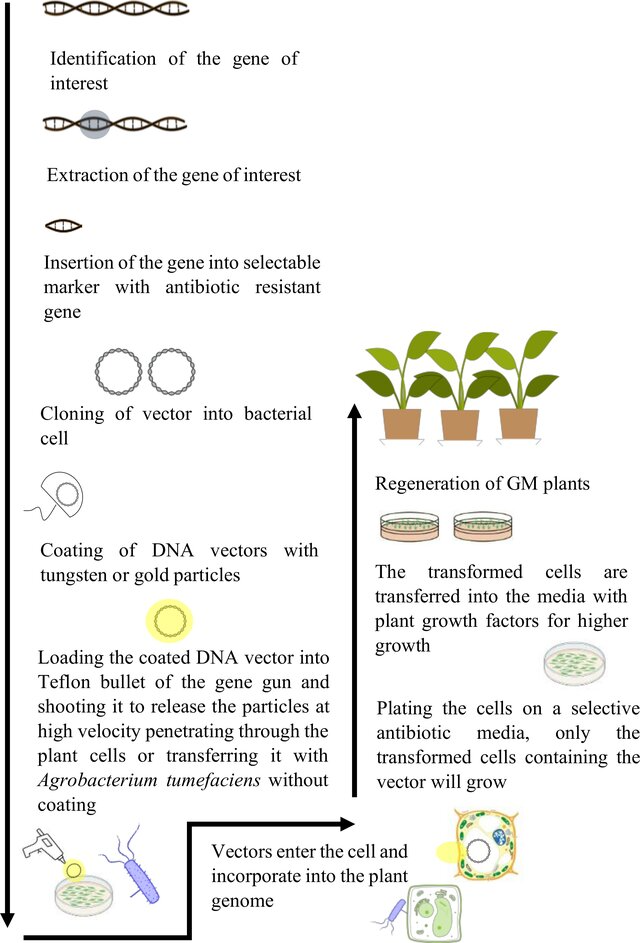 Identification of the gene of
interest
Extraction of the gene of interest
Insertion of the gene into selectable
marker with antibiotic resistant
gene
Cloning of vector into bacterial
cell
Coating of DNA vectors with
tungsten or gold particles
Loading the coated DNA vector into
Teflon bullet of the gene gun and
shooting it to release the particles at
high velocity penetrating through the
plant cells or transferring it with
Agrobacterium tumefaciens without
coating
Vectors enter the cell and
incorporate into the plant
genome
Plating the cells on a selective
antibiotic media, only the
transformed cells containing the
vector will grow
The transformed cells are
transferred into the media with
plant growth factors for higher
growth
Regeneration of GM plants